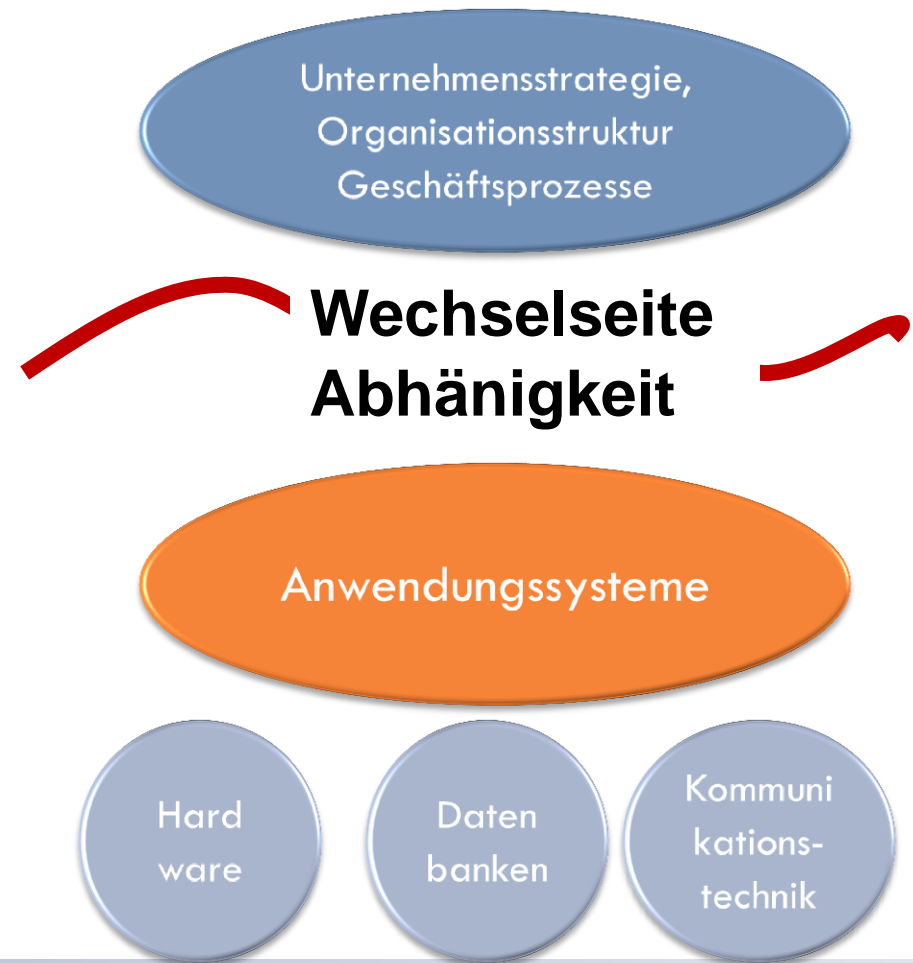 Unternehmensstrategie,
Organisationsstruktur
Geschäftsprozesse
Wechselseite
Abhänigkeit
Anwendungssysteme
Hard
ware
Daten
banken
Kommuni
kations-
technik